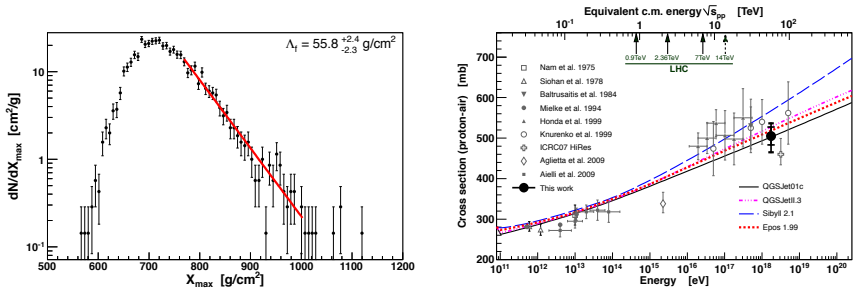 Λf = 55.8 +2.4 -2.3 g/cm²
dN/dXmax [cm²/g]
10
1
10⁻¹
500 600 700 800 900 1000 1100 1200
Xmax [g/cm²]
Equivalent c.m. energy √spp [TeV]
10⁻¹ 1 10 10²
0.9TeV 2.36TeV 7TeV 14TeV
LHC
Cross section (proton-air) [mb]
700
600
500
400
300
200
Nam et al. 1975
Siohan et al. 1978
Baltrusaitis et al. 1984
Mielke et al. 1994
Honda et al. 1999
Knurenko et al. 1999
ICRC07 HiRes
Aglietta et al. 2009
Aielli et al. 2009
This work
QGSJet01c
QGSJetII.3
Sibyll 2.1
Epos 1.99
10¹¹ 10¹² 10¹³ 10¹⁴ 10¹⁵ 10¹⁶ 10¹⁷ 10¹⁸ 10¹⁹ 10²⁰
Energy [eV]